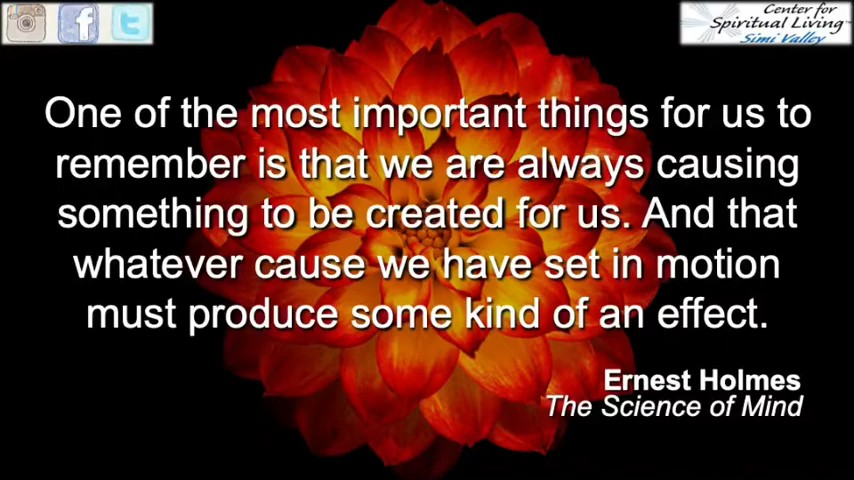 Center for
Spiritual Living
Simi Valley
One of the most important things for us to
remember is that we are always causing
something to be created for us. And that
whatever cause we have set in motion
must produce some kind of an effect.
Ernest Holmes
The Science of Mind